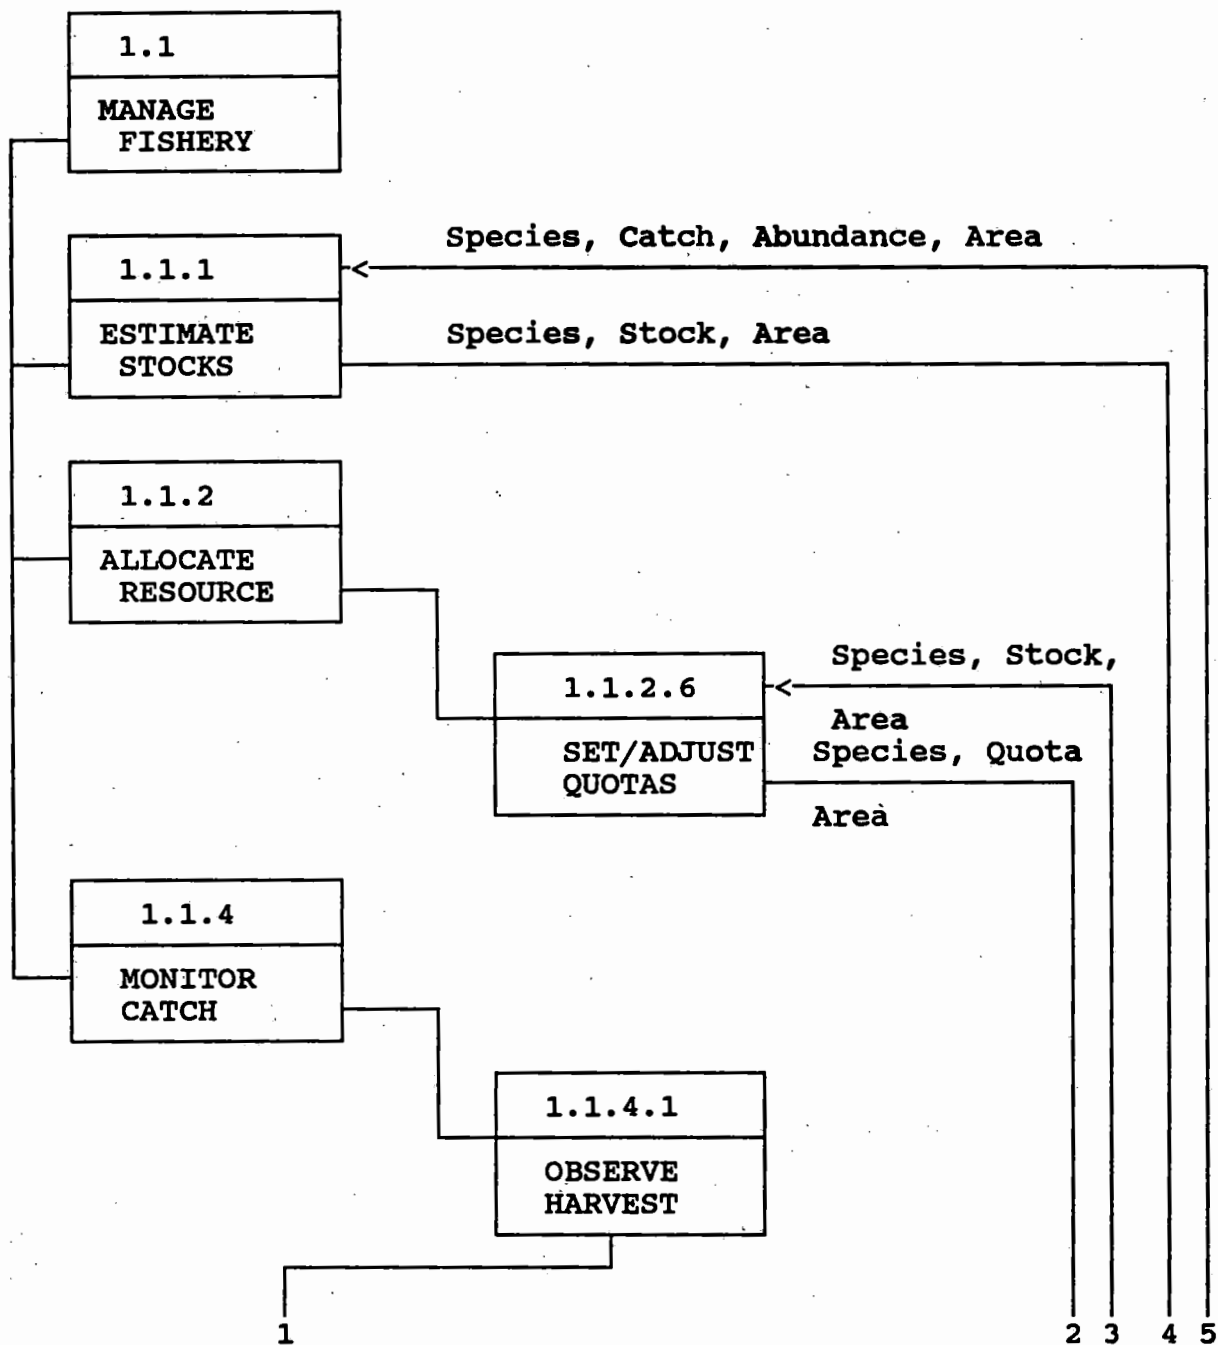 1.1
MANAGE
FISHERY
Species, Catch, Abundance, Area
1.1.1
ESTIMATE
STOCKS
Species, Stock, Area
1.1.2
ALLOCATE
RESOURCE
Species, Stock,
1.1.2.6
Area
SET/ADJUST
QUOTAS
Species, Quota
Area
1.1.4
MONITOR
CATCH
1.1.4.1
OBSERVE
HARVEST
1 2 3 4 5